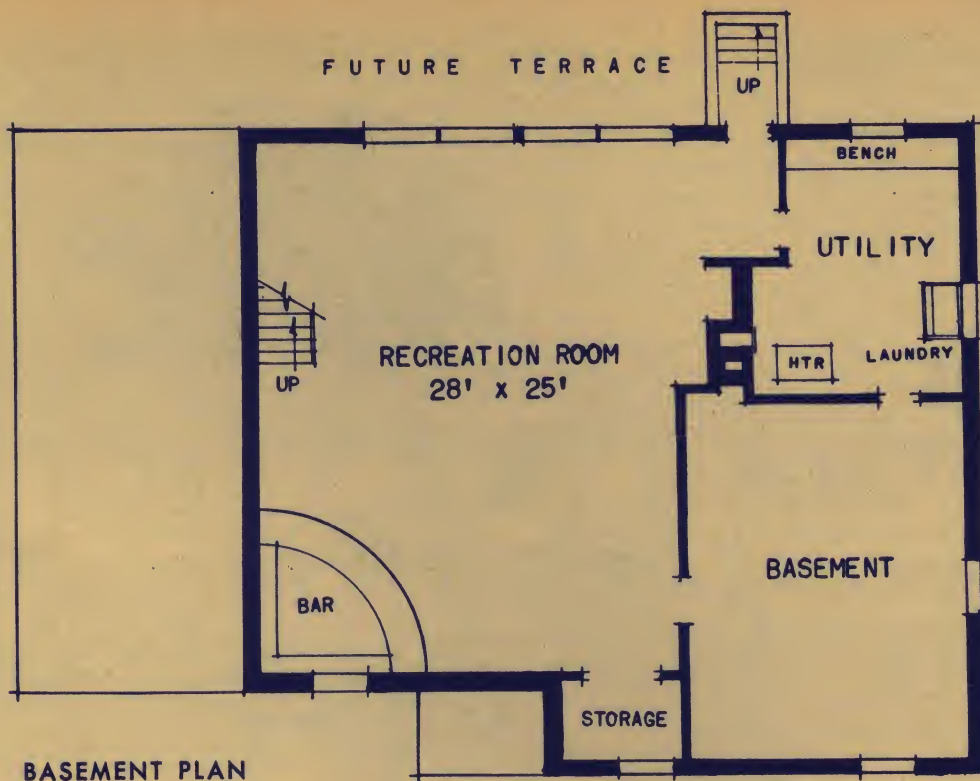 FUTURE TERRACE
UP
BENCH
UTILITY
RECREATION ROOM
28' X 25'
UP
HTR
LAUNDRY
BASEMENT
BAR
STORAGE
BASEMENT PLAN